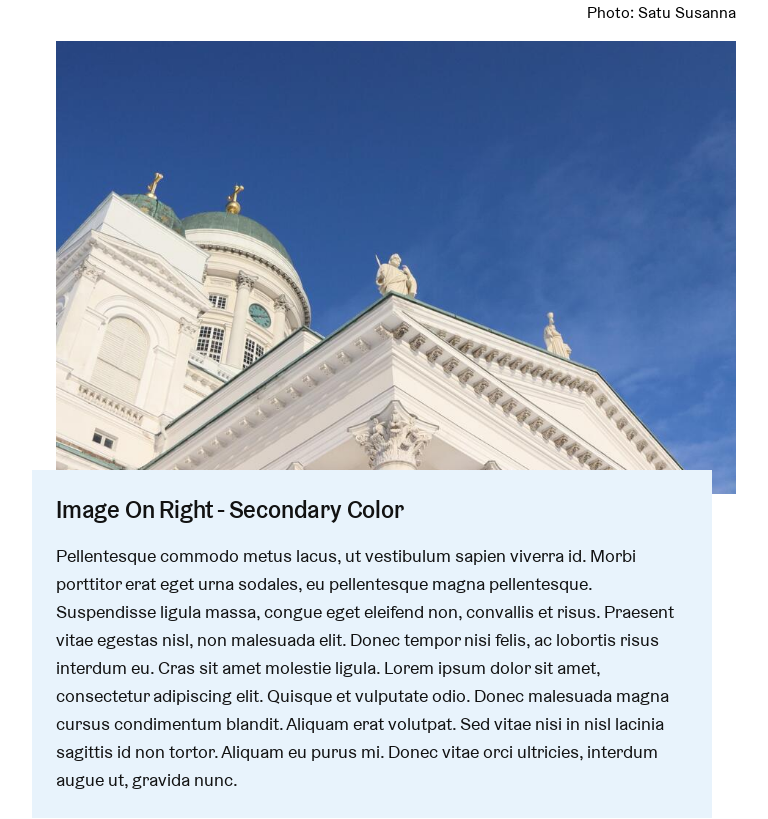 Photo: Satu Susanna
Image On Right - Secondary Color
Pellentesque commodo metus lacus, ut vestibulum sapien viverra id. Morbi
porttitor erat eget urna sodales, eu pellentesque magna pellentesque.
Suspendisse ligula massa, congue eget eleifend non, convallis et risus. Praesent
vitae egestas nisl, non malesuada elit. Donec tempor nisi felis, ac lobortis risus
interdum eu. Cras sit amet molestie ligula. Lorem ipsum dolor sit amet,
consectetur adipiscing elit. Quisque et vulputate odio. Donec malesuada magna
cursus condimentum blandit. Aliquam erat volutpat. Sed vitae nisi in nisl lacinia
sagittis id non tortor. Aliquam eu purus mi. Donec vitae orci ultricies, interdum
augue ut, gravida nunc.